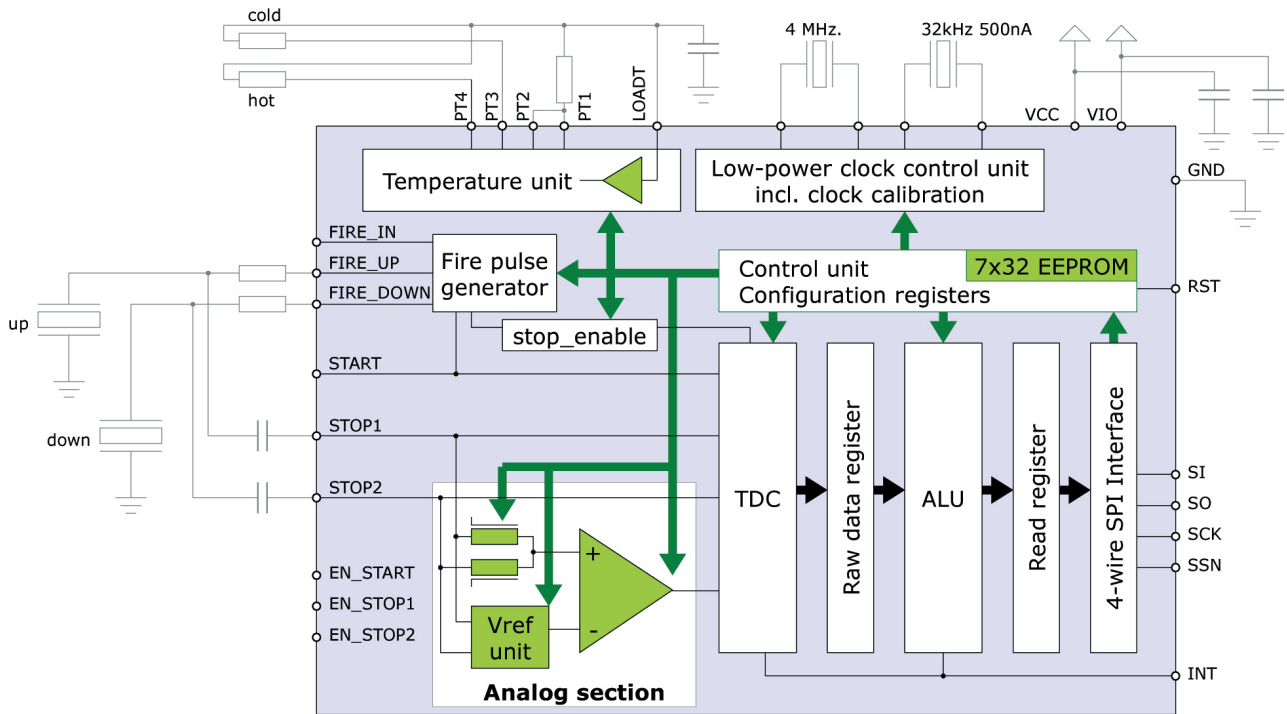 cold
hot
4 MHz.
32kHz 500nA
PT4
PT3
PT2
PT1
LOADT
VCC
VIO
GND
Temperature unit
Low-power clock control unit
incl. clock calibration
FIRE_IN
FIRE_UP
FIRE_DOWN
Fire pulse
generator
Control unit
Configuration registers
7x32 EEPROM
RST
up
stop_enable
START
down
STOP1
STOP2
TDC
Raw data register
ALU
Read register
4-wire SPI Interface
SI
SO
SCK
SSN
EN_START
EN_STOP1
EN_STOP2
+
-
Vref
unit
Analog section
INT